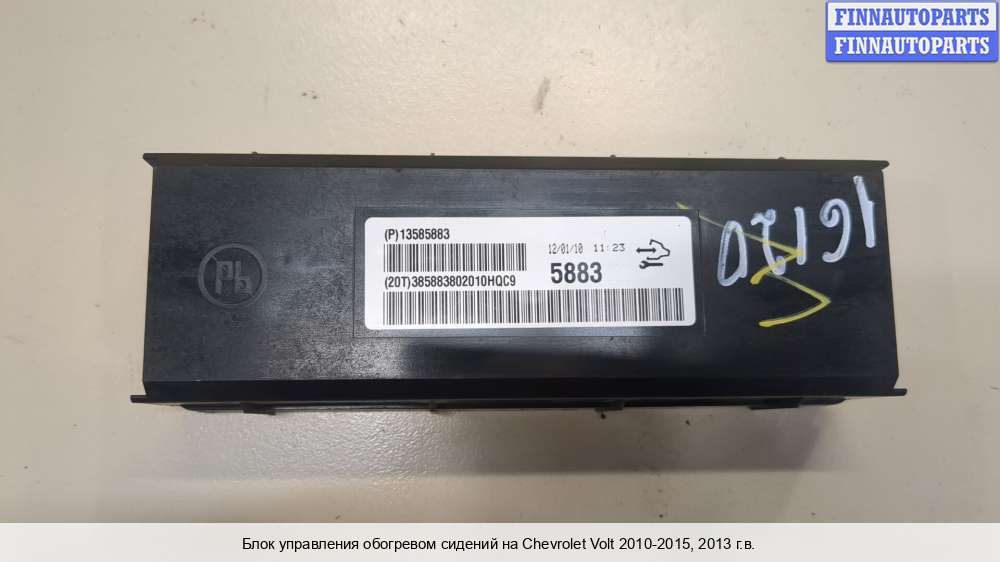 FINNAUTOPARTS
FINNAUTOPARTS
(P)13585883
12/01/10 11:23
5883
(20T)385883802010HQC9
16120
Блок управления обогревом сидений на Chevrolet Volt 2010-2015, 2013 г.в.